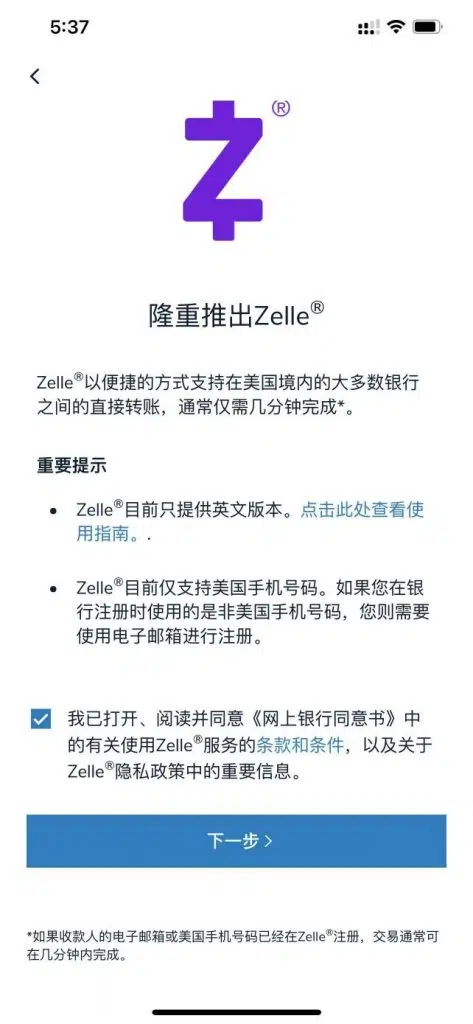 5:37
Z®
隆重推出Zelle®
Zelle®以便捷的方式支持在美国境内的大多数银行
之间的直接转账，通常仅需几分钟完成*。
重要提示
• Zelle®目前只提供英文版本。点击此处查看使
用指南。.
• Zelle®目前仅支持美国手机号码。如果您在银
行注册时使用的是非美国手机号码，您则需要
使用电子邮箱进行注册。
我已打开、阅读并同意《网上银行同意书》中
的有关使用Zelle®服务的条款和条件，以及关于
Zelle®隐私政策中的重要信息。
下一步 >
*如果收款人的电子邮箱或美国手机号码已经在Zelle®注册，交易通常可
在几分钟内完成。